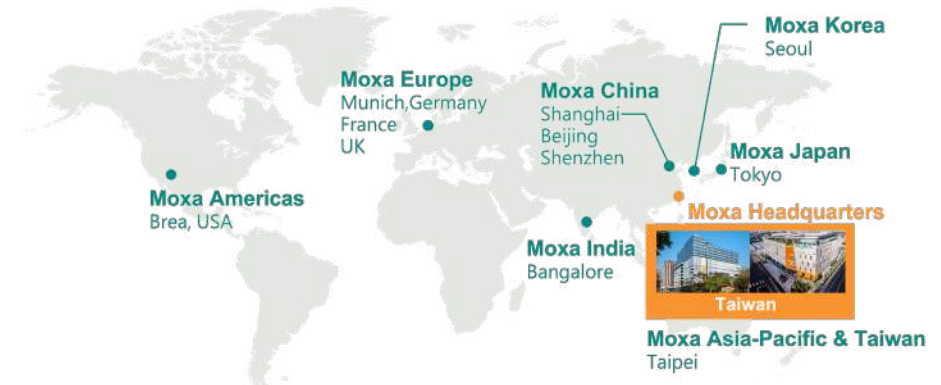 Moxa Korea
Seoul
Moxa Europe
Munich,Germany
France
UK
Moxa China
Shanghai
Beijing
Shenzhen
Moxa Japan
Tokyo
Moxa Americas
Brea, USA
Moxa Headquarters
Moxa India
Bangalore
Taiwan
Moxa Asia-Pacific & Taiwan
Taipei